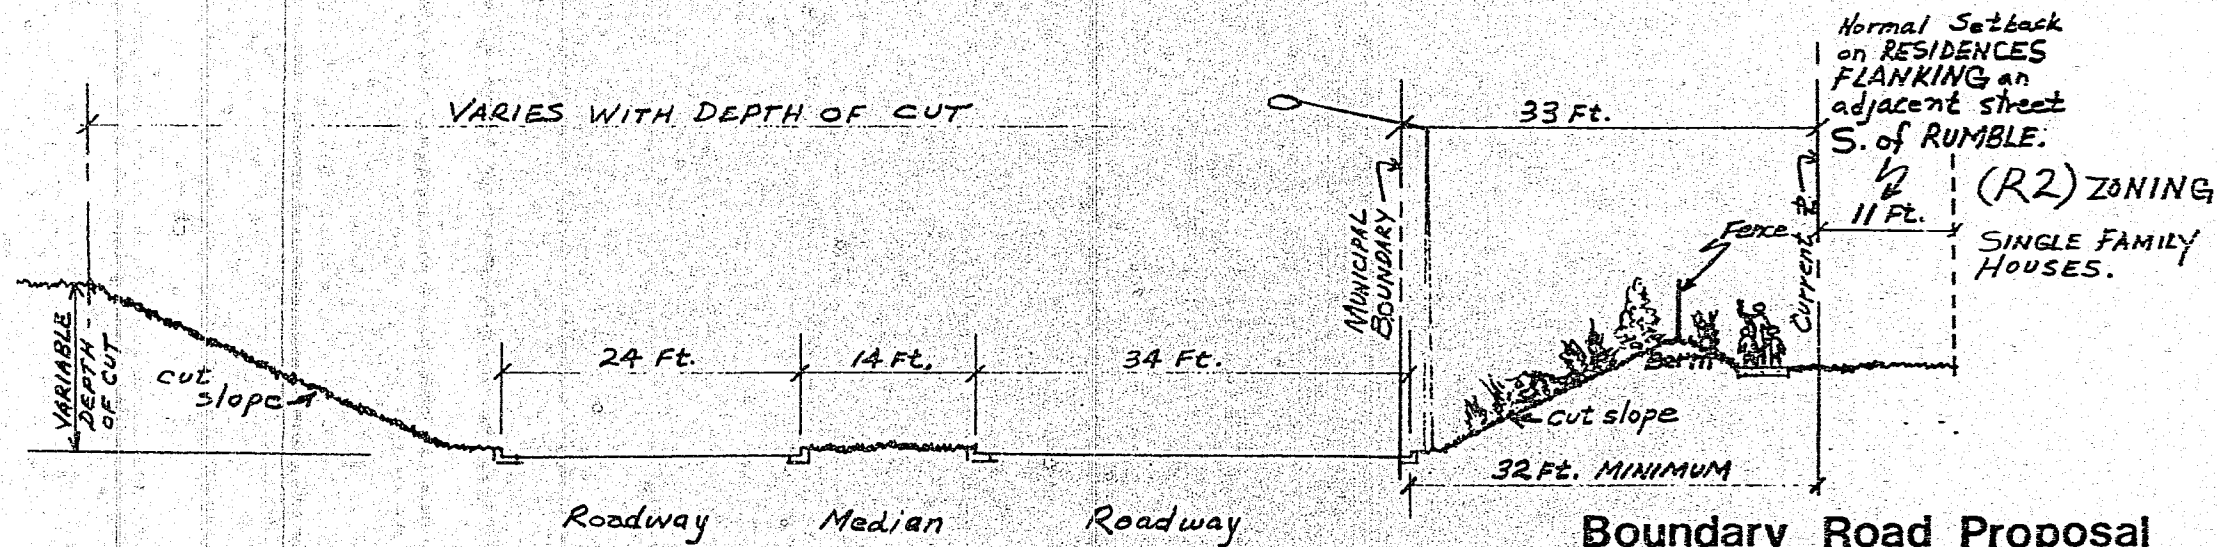 Normal Setback
on RESIDENCES
FLANKING an
adjacent street
S. of RUMBLE.
VARIES WITH DEPTH OF CUT
33 Ft.
(R2) ZONING
11 Ft.
SINGLE FAMILY
HOUSES.
MUNICIPAL
BOUNDARY
Fence
Current
VARIABLE
DEPTH -
OF CUT
cut
slope
24 Ft.
14 Ft.
34 Ft.
Berm
cut slope
32 Ft. MINIMUM
Roadway
Median
Roadway
Boundary Road Proposal